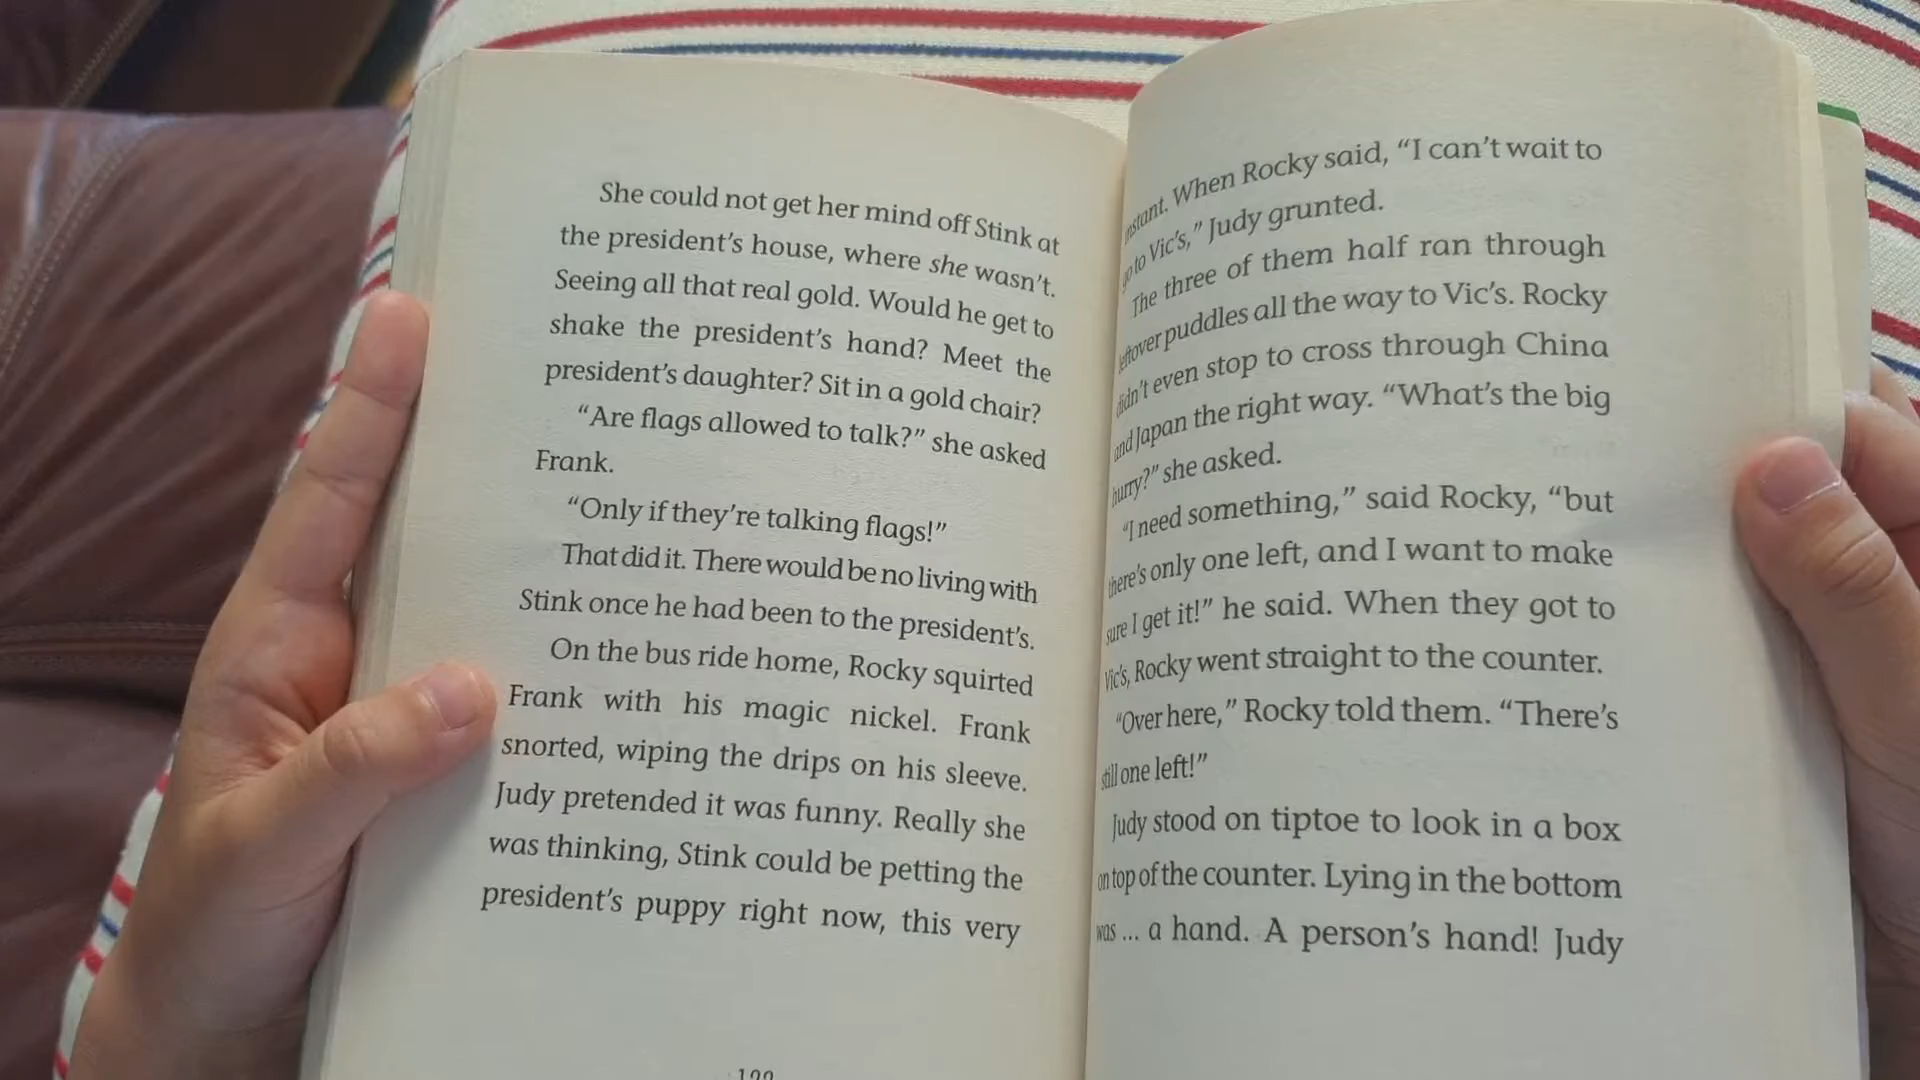 She could not get her mind off Stink at
the president's house, where she wasn't.
Seeing all that real gold. Would he get to
shake the president's hand? Meet the
president's daughter? Sit in a gold chair?
“Are flags allowed to talk?” she asked
Frank.
“Only if they're talking flags!”
That did it. There would be no living with
Stink once he had been to the president's.
On the bus ride home, Rocky squirted
Frank with his magic nickel. Frank
snorted, wiping the drips on his sleeve.
Judy pretended it was funny. Really she
was thinking, Stink could be petting the
president's puppy right now, this very
instant. When Rocky said, “I can't wait to
go to Vic's,” Judy grunted.
The three of them half ran through
leftover puddles all the way to Vic's. Rocky
didn't even stop to cross through China
and Japan the right way. “What's the big
hurry?” she asked.
“I need something,” said Rocky, “but
there's only one left, and I want to make
sure I get it!” he said. When they got to
Vic's, Rocky went straight to the counter.
“Over here,” Rocky told them. “There's
still one left!”
Judy stood on tiptoe to look in a box
on top of the counter. Lying in the bottom
was ... a hand. A person's hand! Judy